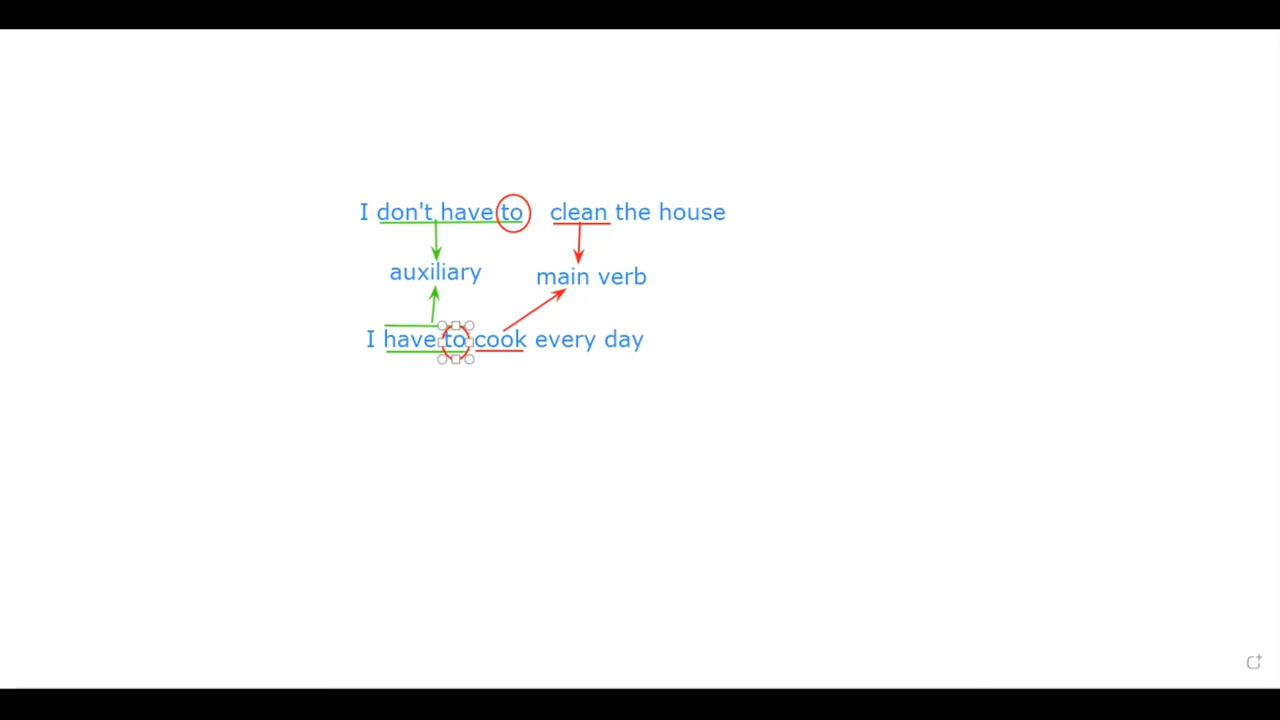 I don't have to clean the house
auxiliary main verb
I have to cook every day